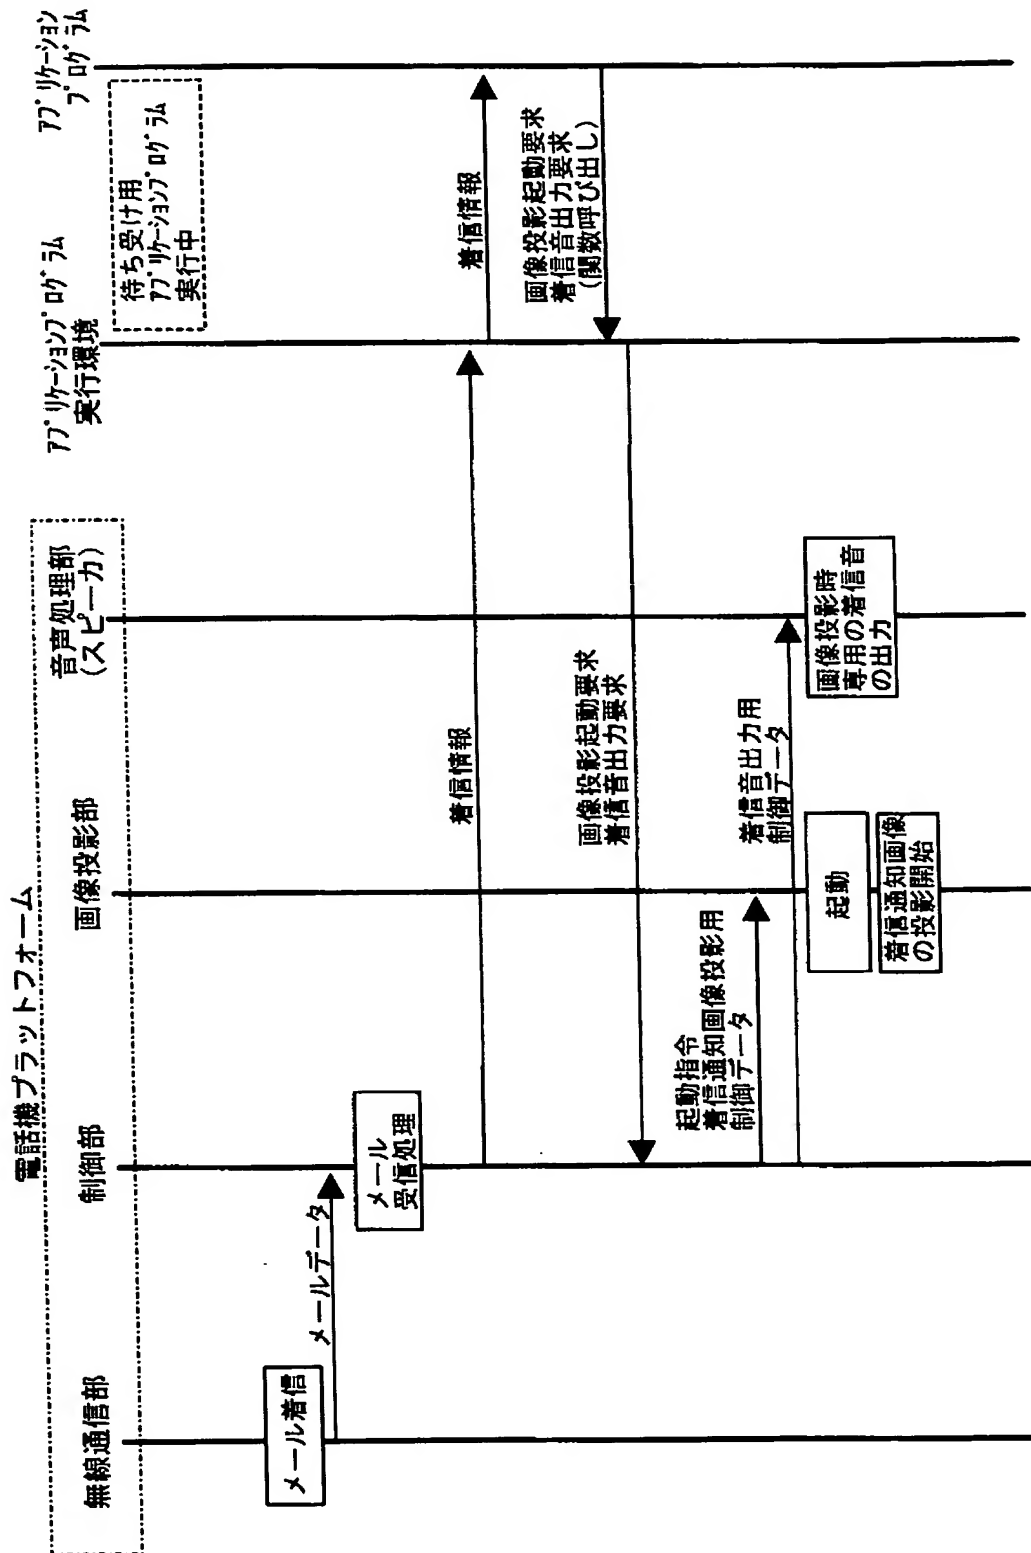 電話機プラットフォーム
無線通信部
制御部
画像投影部
音声処理部
(スピーカ)
ｱﾌﾟﾘｹｰｼｮﾝﾌﾟﾛｸﾞﾗﾑ
実行環境
ｱﾌﾟﾘｹｰｼｮﾝ
ﾌﾟﾛｸﾞﾗﾑ
待ち受け用
ｱﾌﾟﾘｹｰｼｮﾝﾌﾟﾛｸﾞﾗﾑ
実行中
メール着信
メールデータ
メール
受信処理
着信情報
着信情報
画像投影起動要求
着信音出力要求
(関数呼び出し)
画像投影起動要求
着信音出力要求
起動指令
着信通知画像投影用
制御データ
着信音出力用
制御データ
起動
着信通知画像
の投影開始
画像投影時
専用の着信音
の出力